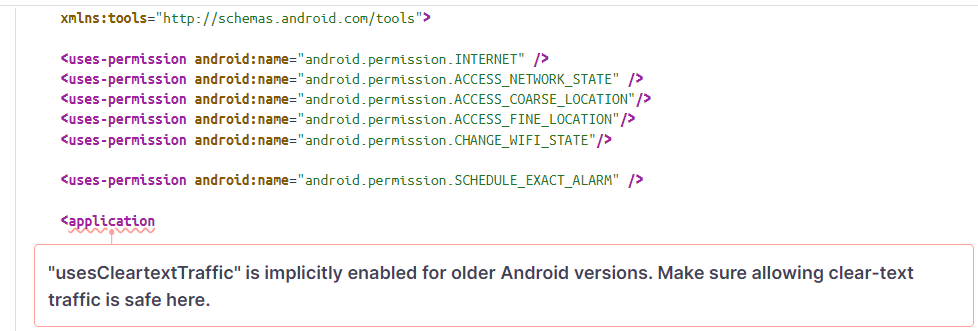 xmlns:tools="http://schemas.android.com/tools">
<uses-permission android:name="android.permission.INTERNET" />
<uses-permission android:name="android.permission.ACCESS_NETWORK_STATE" />
<uses-permission android:name="android.permission.ACCESS_COARSE_LOCATION"/>
<uses-permission android:name="android.permission.ACCESS_FINE_LOCATION"/>
<uses-permission android:name="android.permission.CHANGE_WIFI_STATE"/>
<uses-permission android:name="android.permission.SCHEDULE_EXACT_ALARM" />
<application
"usesCleartextTraffic" is implicitly enabled for older Android versions. Make sure allowing clear-text
traffic is safe here.